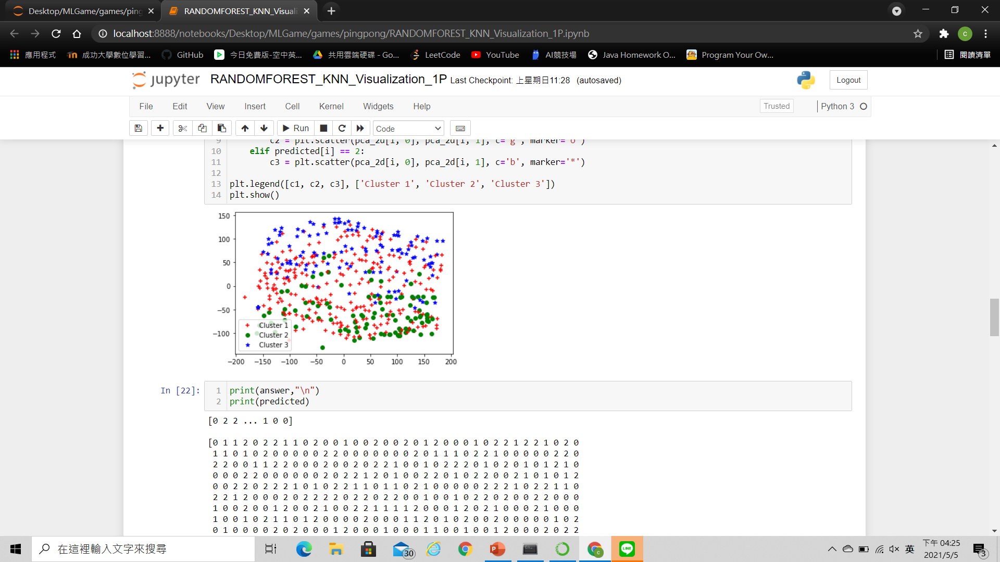 Desktop/MLGame/games/ping
RANDOMFOREST_KNN_Visuali
localhost:8888/notebooks/Desktop/MLGame/games/pingpong/RANDOMFOREST_KNN_Visualization_1P.ipynb
c
應用程式
成功大學數位學習...
GitHub
今日免費版-空中英...
共用雲端硬碟 - Go...
LeetCode
YouTube
AI競技場
Java Homework O...
Program Your Ow...
閱讀清單
jupyter RANDOMFOREST_KNN_Visualization_1P Last Checkpoint: 上星期日11:28 (autosaved)
Logout
File Edit View Insert Cell Kernel Widgets Help
Trusted
Python 3
Run
Code
9 c2 = plt.scatter(pca_2d[i, 0], pca_2d[i, 1], c='g', marker='o')
10 elif predicted[i] == 2:
11 c3 = plt.scatter(pca_2d[i, 0], pca_2d[i, 1], c='b', marker='*')
12
13 plt.legend([c1, c2, c3], ['Cluster 1', 'Cluster 2', 'Cluster 3'])
14 plt.show()
150
100
50
0
−50
−100
Cluster 1
Cluster 2
Cluster 3
−200 −150 −100 −50 0 50 100 150 200
In [22]:
1 print(answer,"\n")
2 print(predicted)
[0 2 2 ... 1 0 0]
[0 1 1 2 0 2 2 1 1 0 2 0 0 1 0 0 2 0 0 2 0 1 2 0 0 0 1 0 2 2 1 2 2 1 0 2 0
1 1 0 1 0 2 0 0 0 0 0 2 2 0 0 0 0 0 0 0 2 0 1 1 1 0 2 2 1 0 0 0 0 0 2 2 0
2 2 0 0 1 1 2 2 0 0 0 2 0 0 2 0 2 2 1 0 0 1 0 2 2 2 0 1 0 2 0 1 0 1 2 1 0
0 0 0 2 2 0 0 0 0 0 0 2 0 2 2 1 2 0 1 0 0 2 2 0 1 0 2 2 0 0 2 1 0 1 0 1 2
0 0 2 2 0 2 2 2 1 0 1 0 2 2 1 1 0 1 1 0 2 1 0 0 0 0 0 2 2 2 1 0 2 2 1 1 0
2 2 1 2 0 0 0 2 0 2 2 2 2 0 2 2 0 2 2 0 0 1 0 0 1 0 2 2 0 2 0 0 2 2 0 0 0
1 0 0 2 0 0 1 2 0 0 2 1 0 0 2 2 1 1 1 1 2 0 0 0 1 2 0 2 1 0 0 0 2 1 0 0 0
1 0 0 1 0 2 1 1 0 1 2 0 0 0 0 2 0 0 0 1 1 2 0 1 0 2 0 0 2 0 0 0 0 0 1 0 2
0 1 0 0 0 0 2 0 2 0 0 0 1 2 0 0 0 1 0 0 0 1 1 0 0 1 0 0 1 2 0 0 0 2 0 2 2
在這裡輸入文字來搜尋
30
LINE
英
下午 04:25
2021/5/5
3